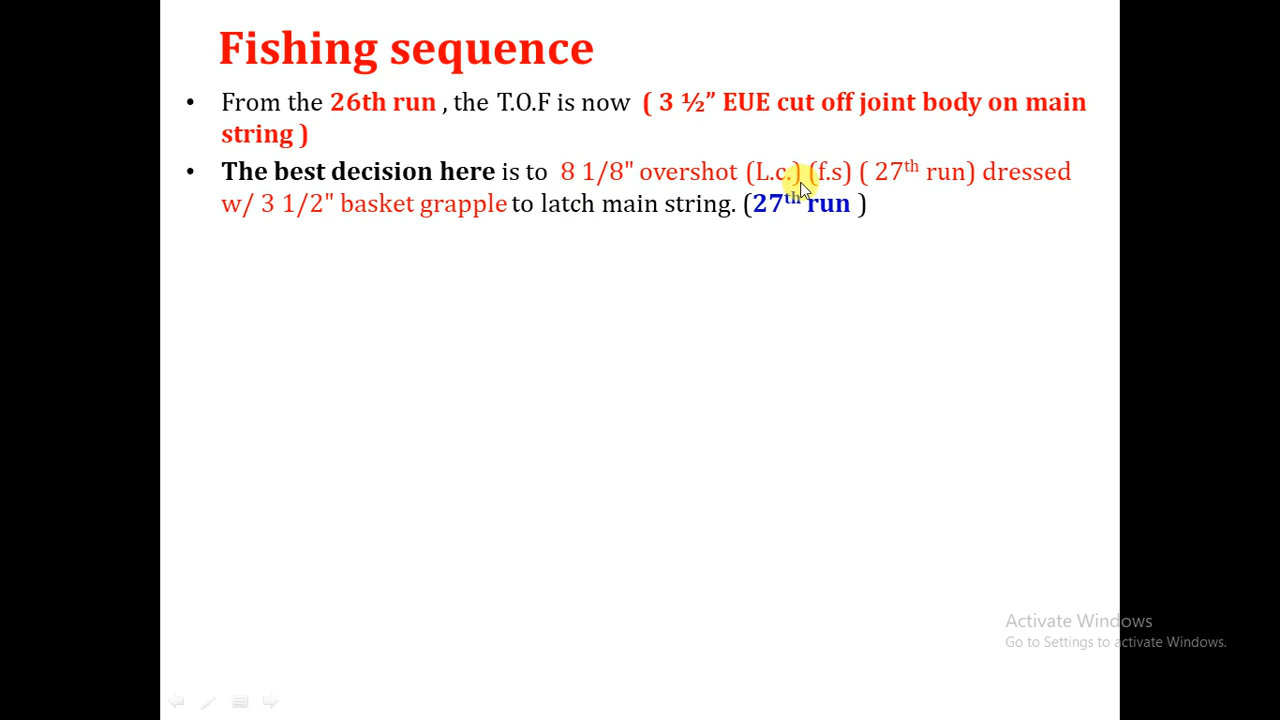 Fishing sequence
• From the 26th run , the T.O.F is now ( 3 ½” EUE cut off joint body on main
string )
• The best decision here is to 8 1/8" overshot (L.c.) (f.s) ( 27th run) dressed
w/ 3 1/2" basket grapple to latch main string. (27th run )
Activate Windows
Go to Settings to activate Windows.